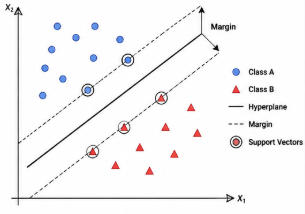 X₂
Margin
Class A
Class B
Hyperplane
Margin
Support Vectors
X₁